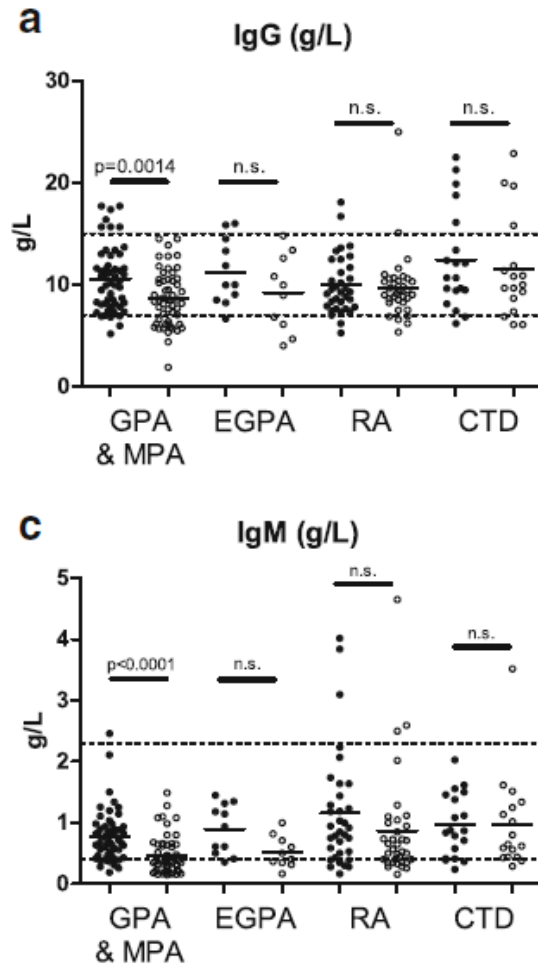 a
IgG (g/L)
30
20
10
0
g/L
p=0.0014
n.s.
n.s.
n.s.
GPA
& MPA
EGPA
RA
CTD
c
IgM (g/L)
5
4
3
2
1
0
g/L
p<0.0001
n.s.
n.s.
n.s.
GPA
& MPA
EGPA
RA
CTD